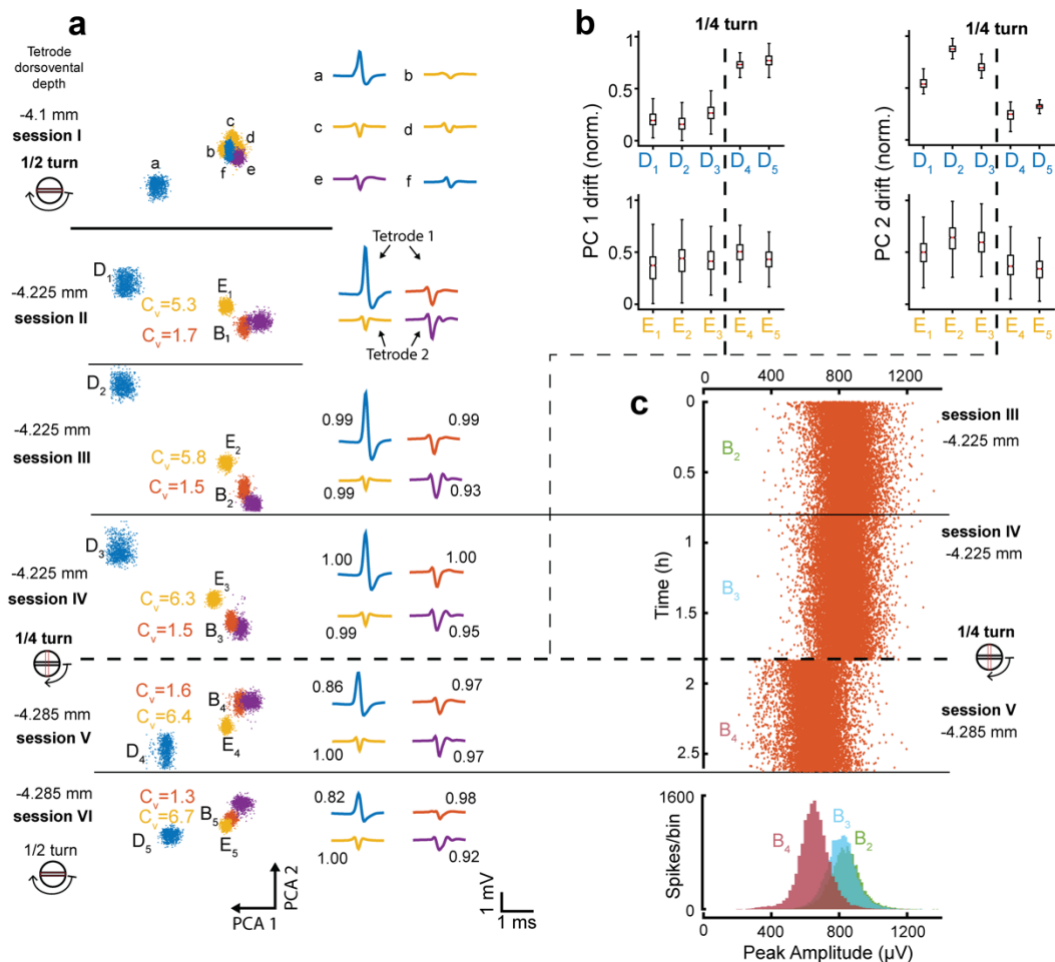 a
Tetrode
dorsoventral
depth
-4.1 mm
session I
1/2 turn
a
c
b
d
f
e
a
b
c
d
e
f
-4.225 mm
session II
D1
E1
B1
Cv=5.3
Cv=1.7
Tetrode 1
Tetrode 2
-4.225 mm
session III
D2
E2
B2
Cv=5.8
Cv=1.5
0.99
0.99
0.99
0.93
-4.225 mm
session IV
D3
E3
B3
Cv=6.3
Cv=1.5
1.00
1.00
0.99
0.95
1/4 turn
-4.285 mm
session V
Cv=1.6
Cv=6.4
B4
E4
D4
0.86
0.97
1.00
0.97
-4.285 mm
session VI
Cv=1.3
Cv=6.7
B5
D5
E5
0.82
0.98
1.00
0.92
1/2 turn
PCA 1
PCA 2
1 mV
1 ms
b
1/4 turn
PC 1 drift (norm.)
1
0.5
0
D1 D2 D3 D4 D5
1
0.5
0
E1 E2 E3 E4 E5
1/4 turn
PC 2 drift (norm.)
D1 D2 D3 D4 D5
E1 E2 E3 E4 E5
c
0 400 800 1200
Time (h)
0
0.5
1
1.5
2
2.5
B2
B3
B4
session III
-4.225 mm
session IV
-4.225 mm
1/4 turn
session V
-4.285 mm
Spikes/bin
1600
0
B4
B3
B2
0 400 800 1200
Peak Amplitude (µV)